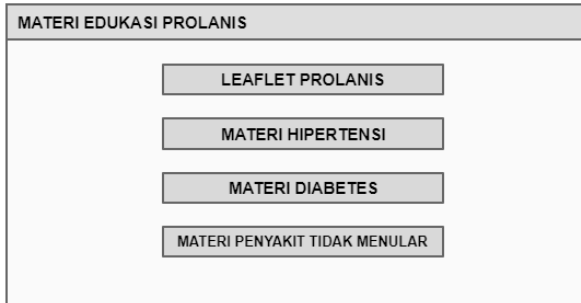 MATERI EDUKASI PROLANIS
LEAFLET PROLANIS
MATERI HIPERTENSI
MATERI DIABETES
MATERI PENYAKIT TIDAK MENULAR